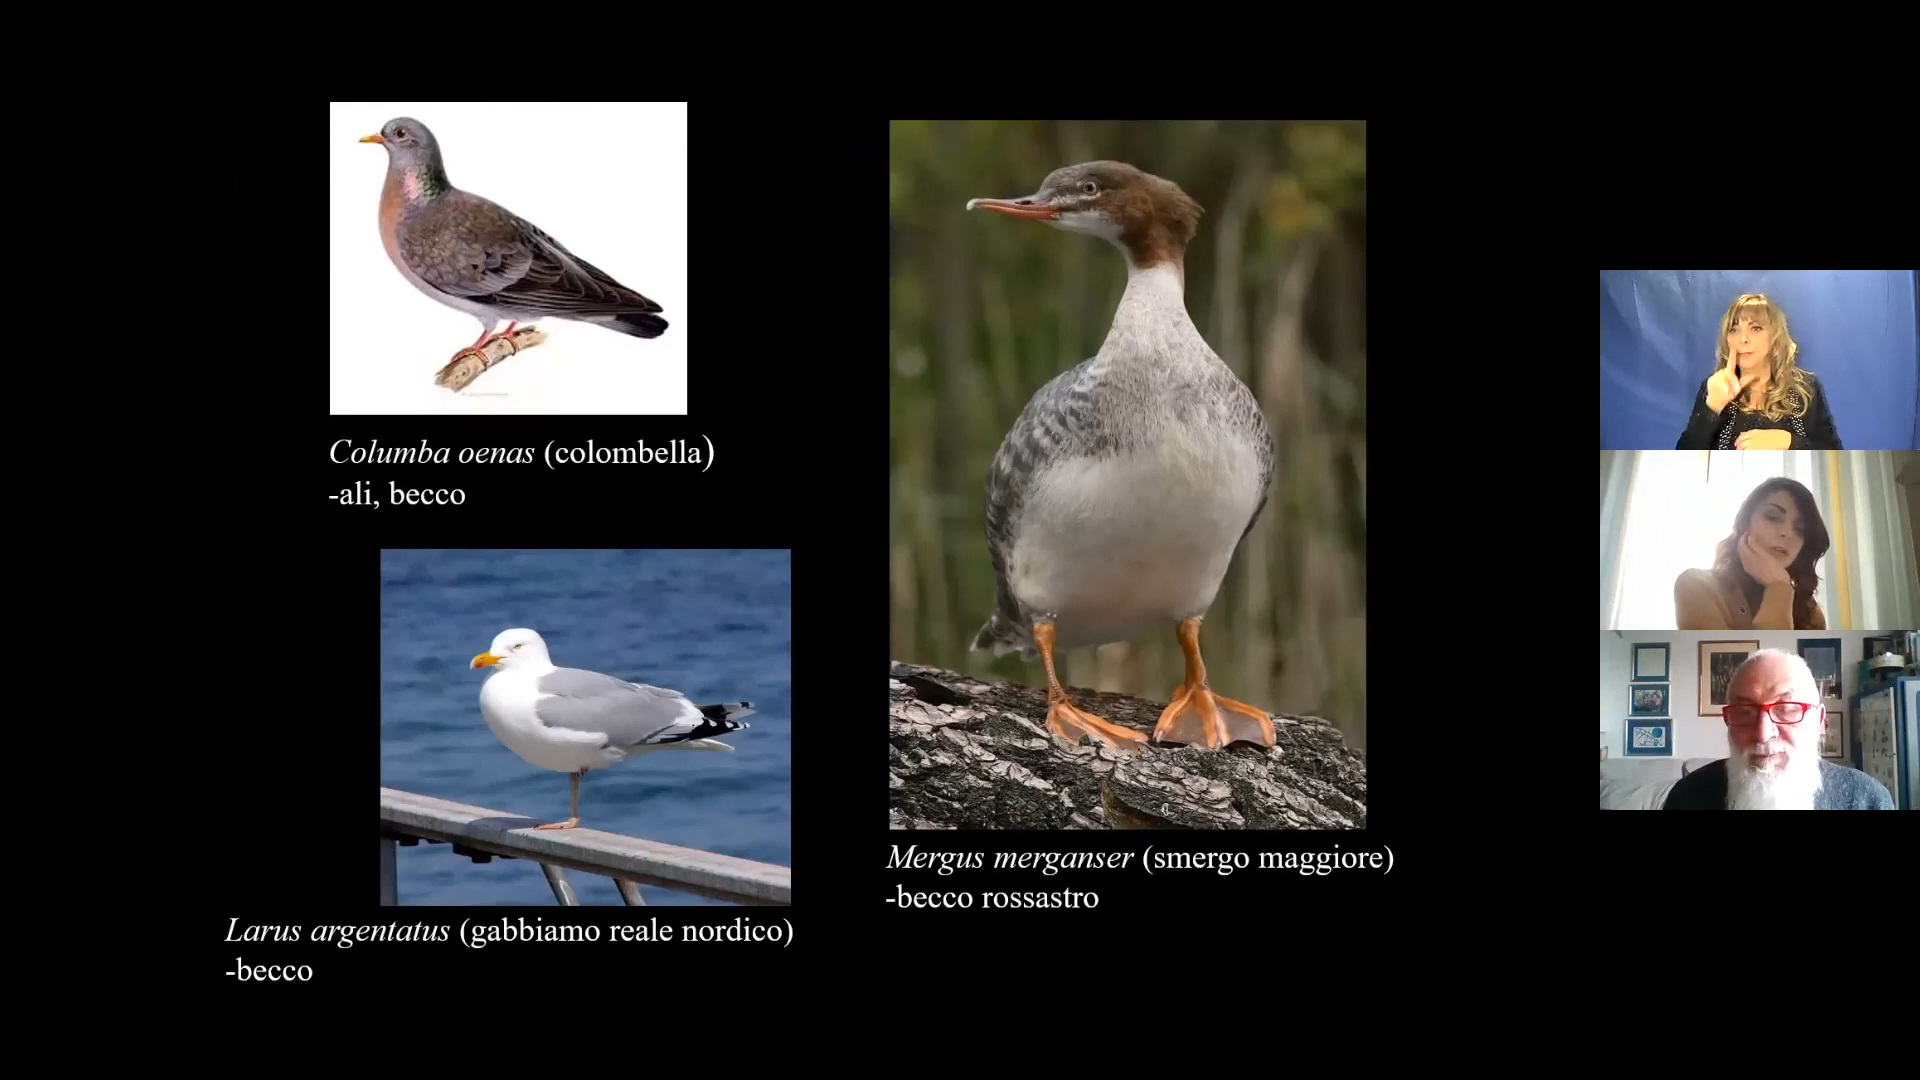 Columba oenas (colombella)
-ali, becco
Larus argentatus (gabbiamo reale nordico)
-becco
Mergus merganser (smergo maggiore)
-becco rossastro